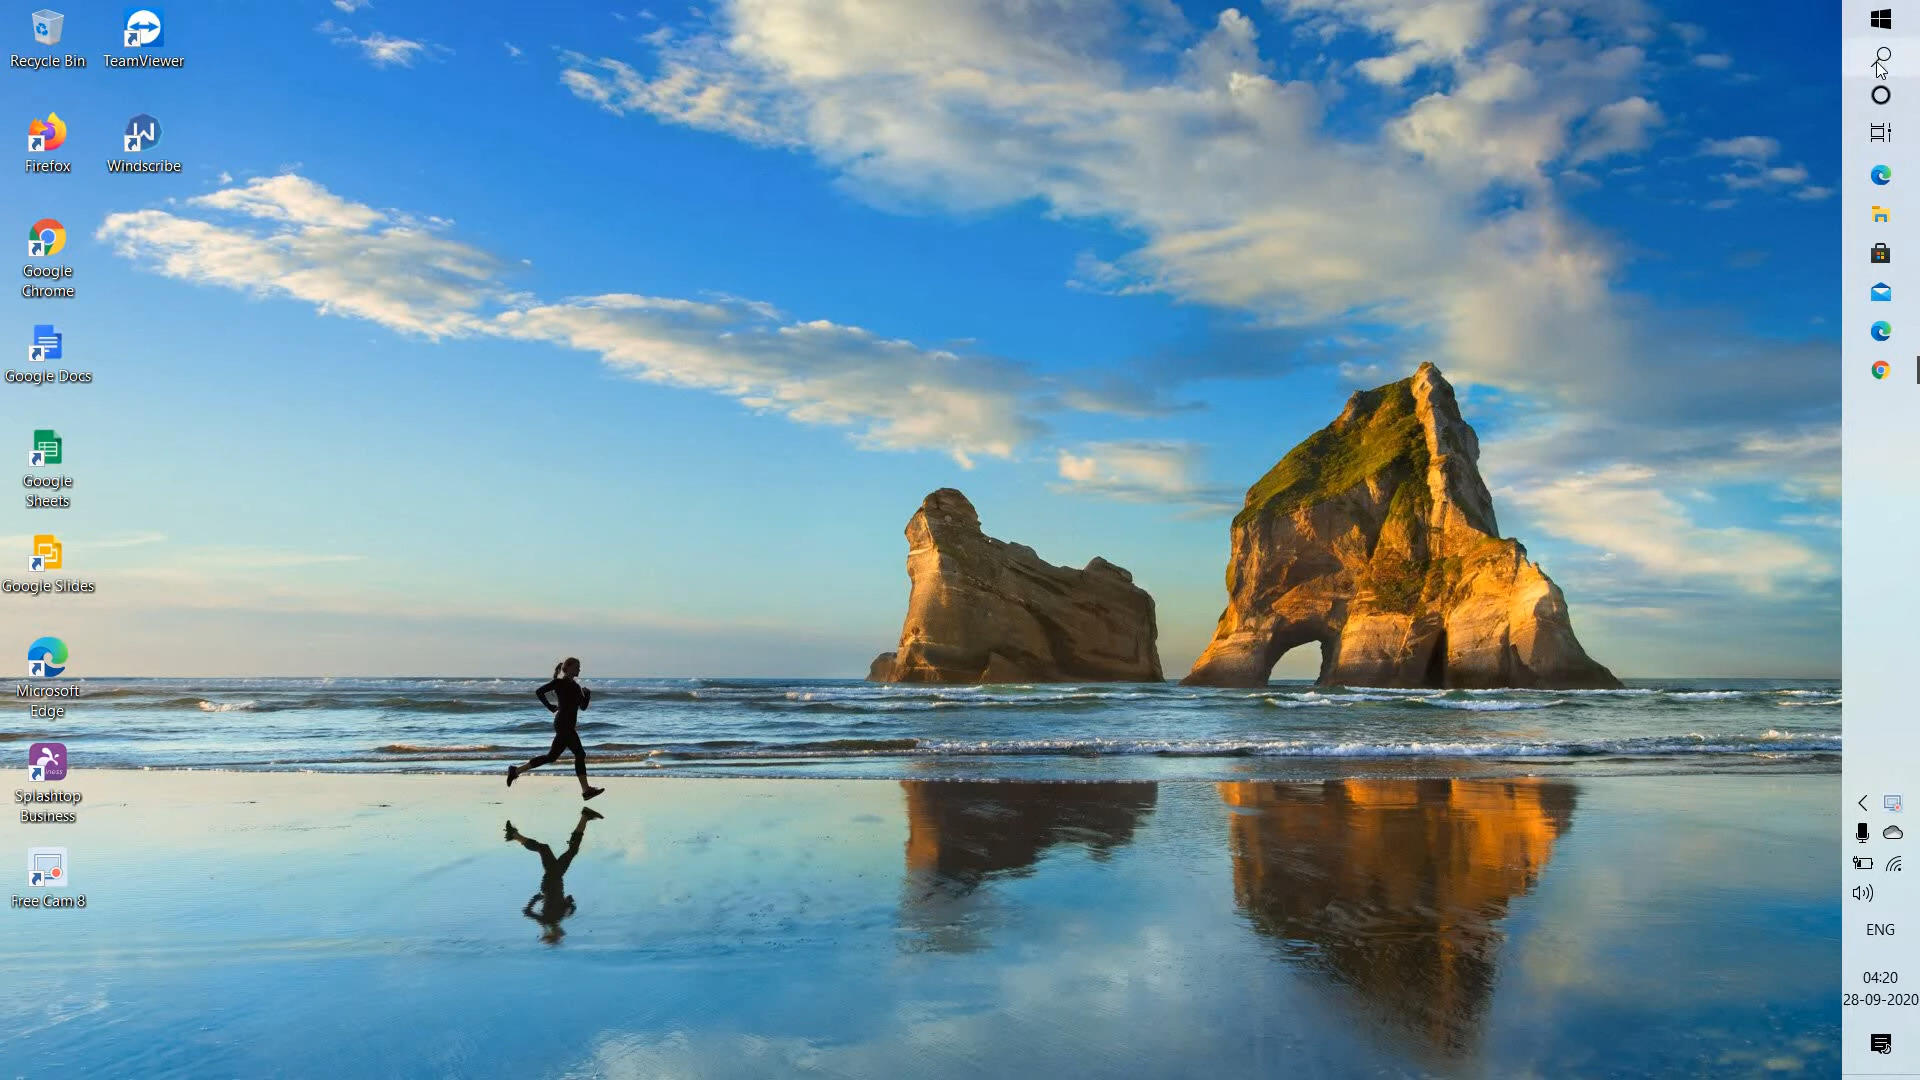 Recycle Bin
TeamViewer
Firefox
Windscribe
Google
Chrome
Google Docs
Google
Sheets
Google Slides
Microsoft
Edge
Splashtop
Business
Free Cam 8
ENG
04:20
28-09-2020